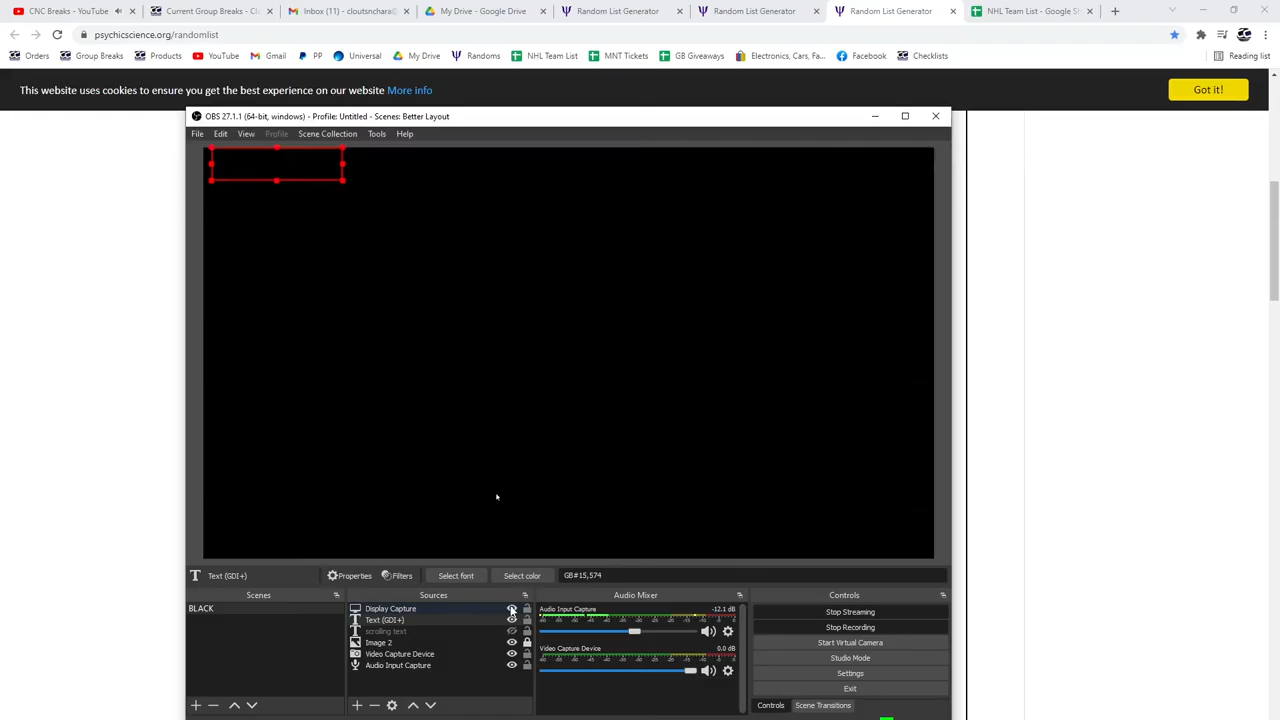 CNC Breaks - YouTube
Current Group Breaks - Cl
Inbox (11) - cloutsnchara@
My Drive - Google Drive
Random List Generator
Random List Generator
Random List Generator
NHL Team List - Google Sh
psychicscience.org/randomlist
Orders
Group Breaks
Products
YouTube
Gmail
PP
Universal
My Drive
Randoms
NHL Team List
MNT Tickets
GB Giveaways
Electronics, Cars, Fa...
Facebook
Checklists
Reading list
This website uses cookies to ensure you get the best experience on our website More info
Got it!
OBS 27.1.1 (64-bit, windows) - Profile: Untitled - Scenes: Better Layout
File Edit View Profile Scene Collection Tools Help
Text (GDI+)
Properties
Filters
Select font
Select color
GB#15,574
Scenes
Sources
Audio Mixer
Controls
BLACK
Display Capture
Text (GDI+)
scrolling text
Image 2
Video Capture Device
Audio Input Capture
Audio Input Capture
-12.1 dB
Video Capture Device
0.0 dB
Stop Streaming
Stop Recording
Start Virtual Camera
Studio Mode
Settings
Exit
Controls
Scene Transitions